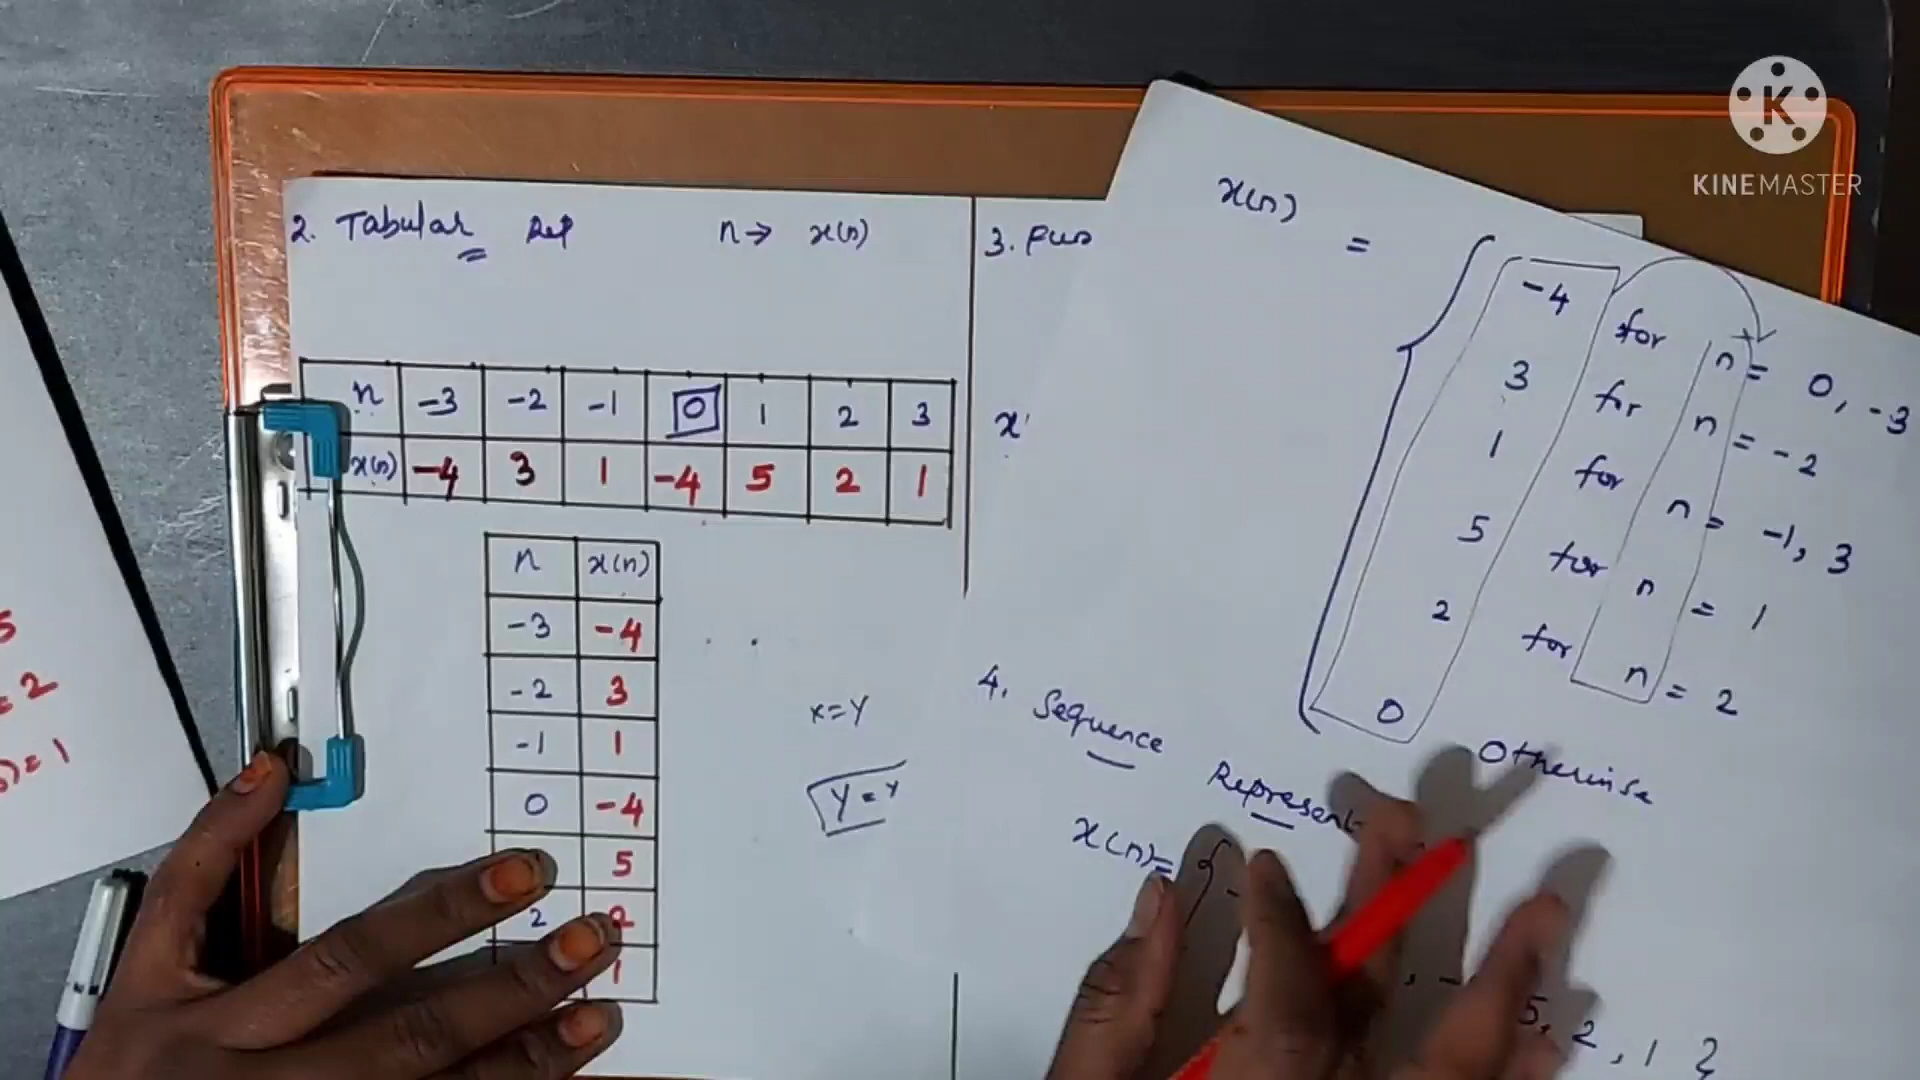 KINEMASTER
2. Tabular Rep n → x(n)
n -3 -2 -1 0 1 2 3
x(n) -4 3 1 -4 5 2 1
n x(n)
-3 -4
-2 3
-1 1
0 -4
5
2 2
1
x=Y
Y=Y
5
= 2
)= 1
3. Fun
x(n) =
-4 for n = 0, -3
3 for n = -2
1 for n = -1, 3
5 for n = 1
2 for n = 2
0 Otherwise
4. Sequence Represent
x(n)= { -
, - 5, 2, 1 }